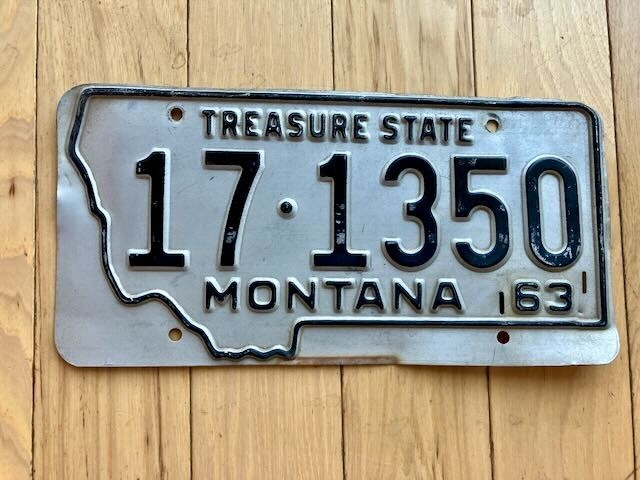 TREASURE STATE
17·1350
MONTANA 63